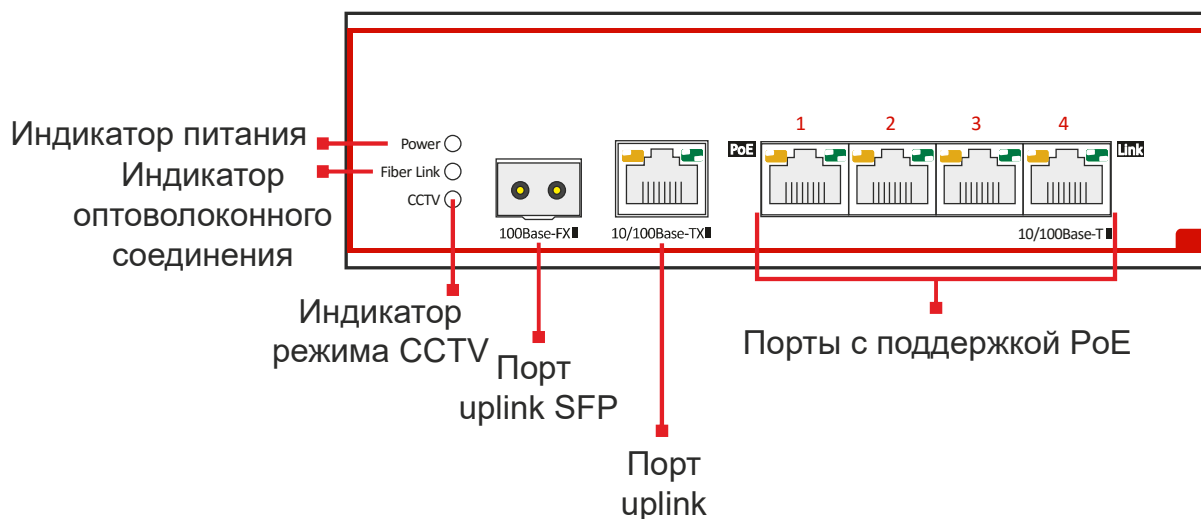 1 2 3 4
Индикатор питания
Power
PoE
Link
Индикатор
оптоволоконного
соединения
Fiber Link
CCTV
100Base-FX
10/100Base-TX
10/100Base-T
Индикатор
режима CCTV
Порт
uplink SFP
Порт
uplink
Порты с поддержкой PoE